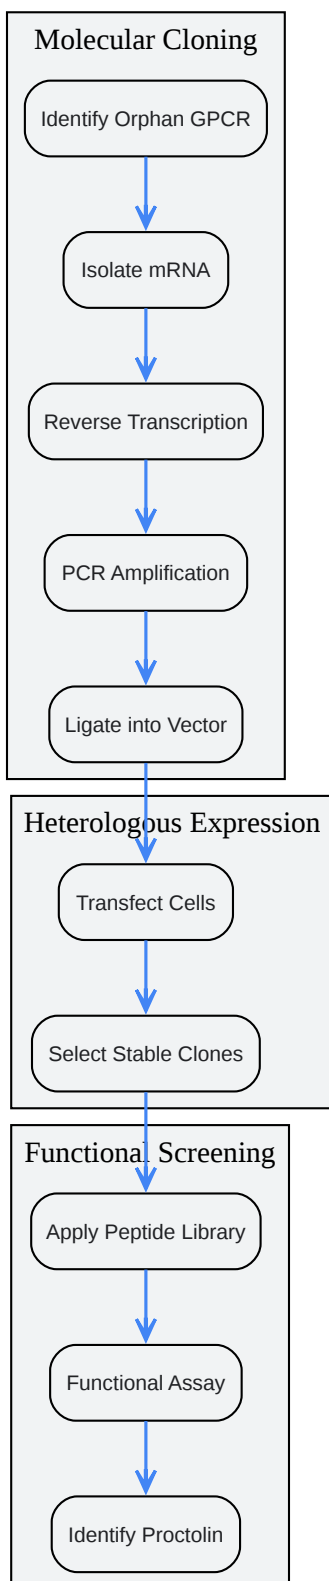 Molecular Cloning
Identify Orphan GPCR
Isolate mRNA
Reverse Transcription
PCR Amplification
Ligate into Vector
Heterologous Expression
Transfect Cells
Select Stable Clones
Functional Screening
Apply Peptide Library
Functional Assay
Identify Proctolin